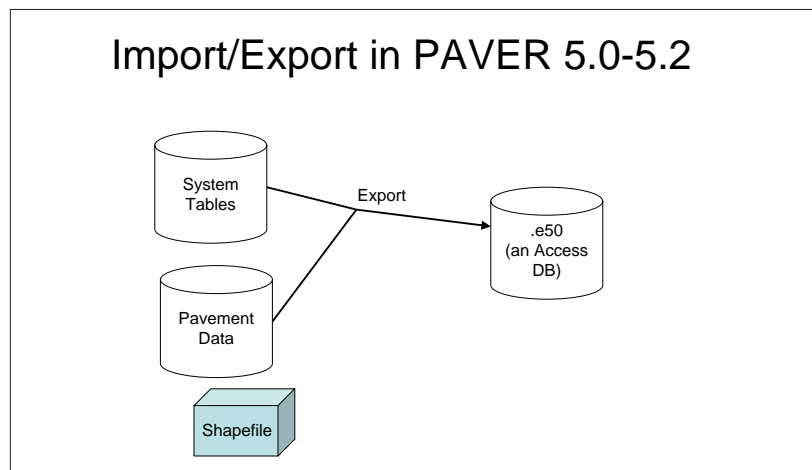 Import/Export in PAVER 5.0-5.2
System
Tables
Export
.e50
(an Access
DB)
Pavement
Data
Shapefile